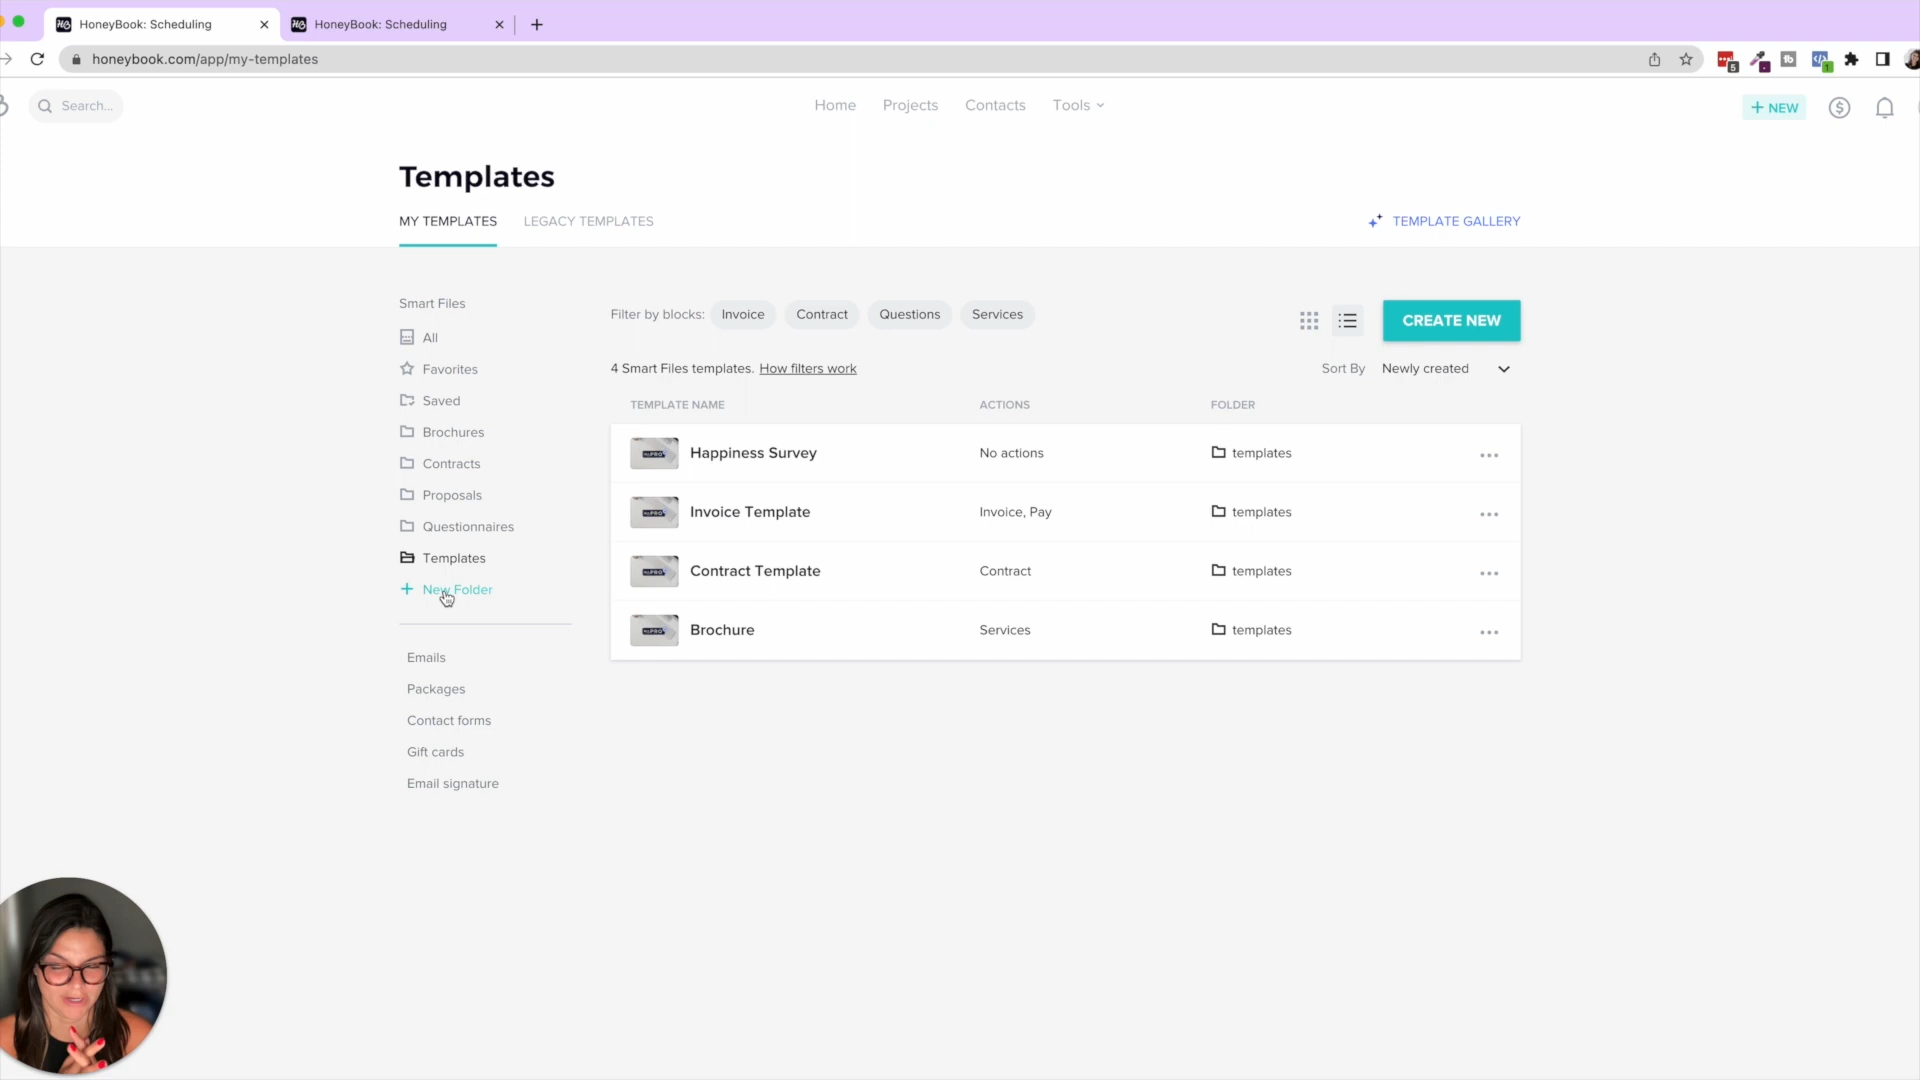 HoneyBook: Scheduling
HoneyBook: Scheduling
honeybook.com/app/my-templates
5
1
Search...
Home
Projects
Contacts
Tools
+ NEW
Templates
MY TEMPLATES
LEGACY TEMPLATES
TEMPLATE GALLERY
Smart Files
All
Favorites
Saved
Brochures
Contracts
Proposals
Questionnaires
Templates
+ New Folder
Emails
Packages
Contact forms
Gift cards
Email signature
Filter by blocks: Invoice Contract Questions Services
CREATE NEW
4 Smart Files templates. How filters work
Sort By Newly created
TEMPLATE NAME ACTIONS FOLDER
Happiness Survey No actions templates
Invoice Template Invoice, Pay templates
Contract Template Contract templates
Brochure Services templates